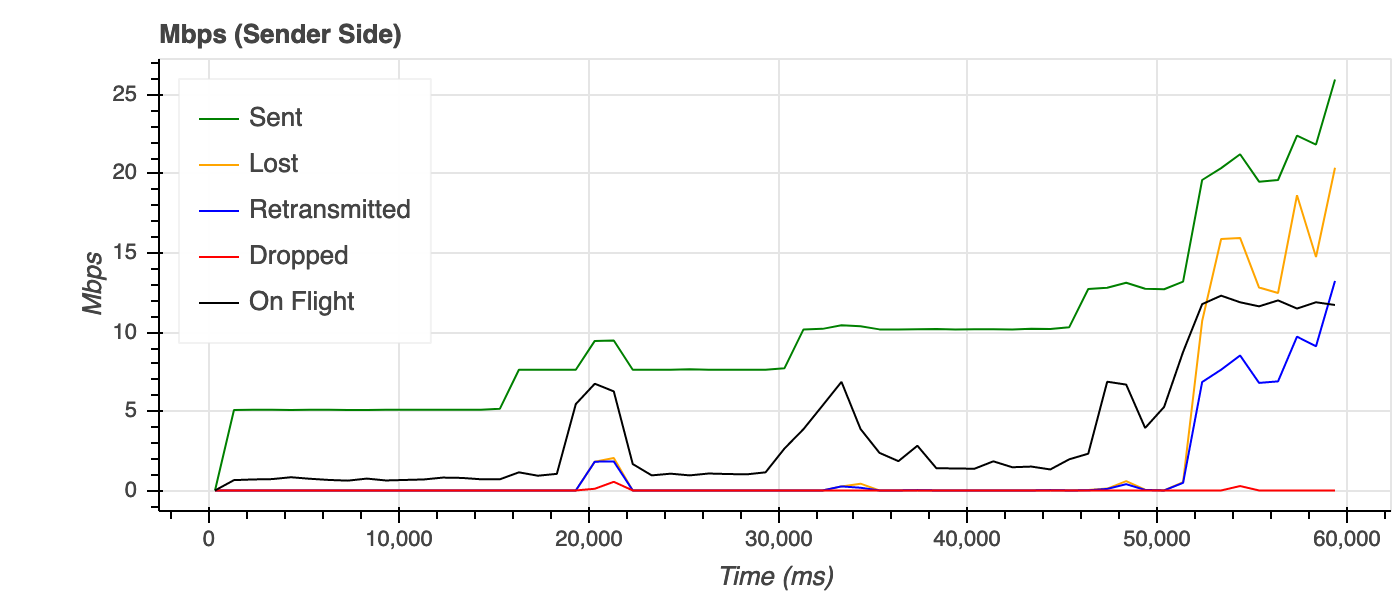 Mbps (Sender Side)
Sent
Lost
Retransmitted
Dropped
On Flight
Mbps
25
20
15
10
5
0
0
10,000
20,000
30,000
40,000
50,000
60,000
Time (ms)